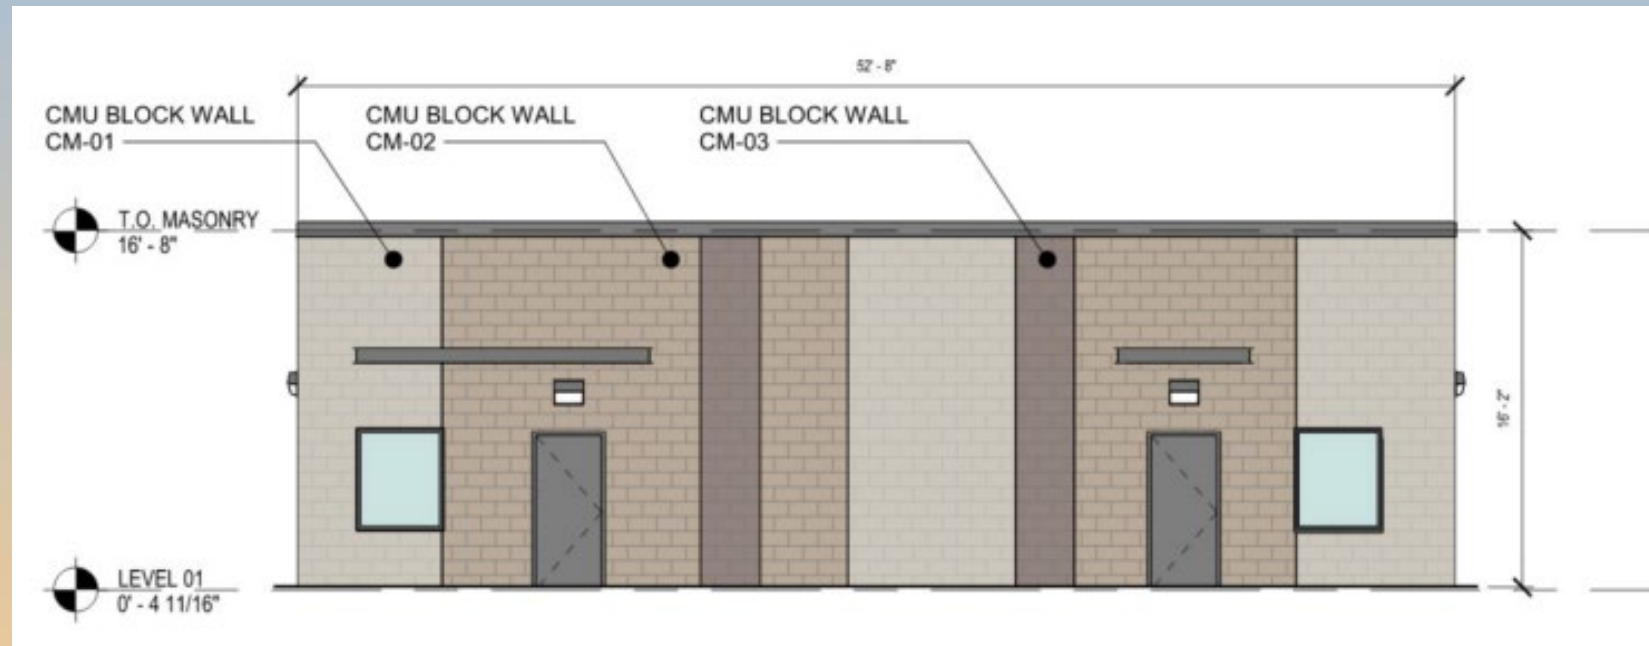 52' - 8"
CMU BLOCK WALL
CM-01
CMU BLOCK WALL
CM-02
CMU BLOCK WALL
CM-03
T.O. MASONRY
16' - 8"
16' - 2"
LEVEL 01
0' - 4 11/16"